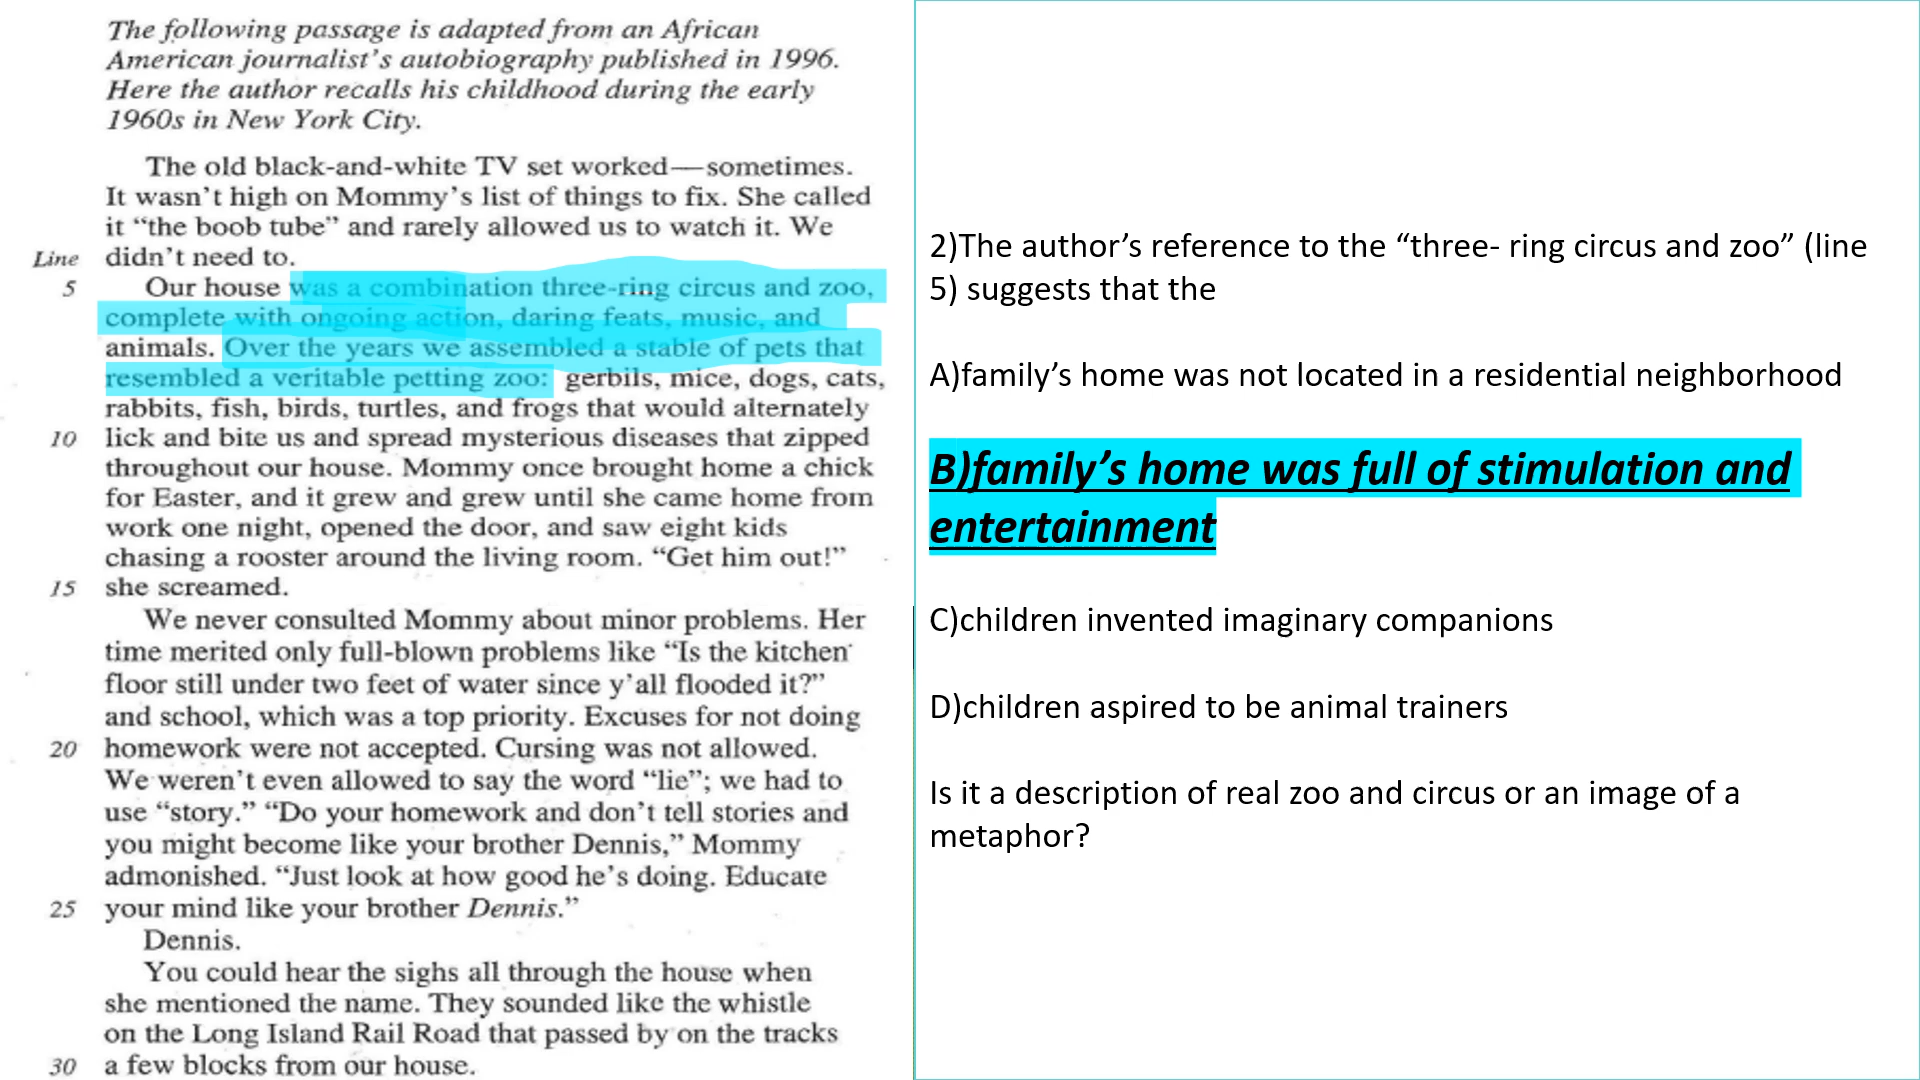 The following passage is adapted from an African
American journalist's autobiography published in 1996.
Here the author recalls his childhood during the early
1960s in New York City.
The old black-and-white TV set worked—sometimes.
It wasn't high on Mommy's list of things to fix. She called
it “the boob tube” and rarely allowed us to watch it. We
Line didn't need to.
5 Our house was a combination three-ring circus and zoo,
complete with ongoing action, daring feats, music, and
animals. Over the years we assembled a stable of pets that
resembled a veritable petting zoo: gerbils, mice, dogs, cats,
rabbits, fish, birds, turtles, and frogs that would alternately
10 lick and bite us and spread mysterious diseases that zipped
throughout our house. Mommy once brought home a chick
for Easter, and it grew and grew until she came home from
work one night, opened the door, and saw eight kids
chasing a rooster around the living room. “Get him out!”
15 she screamed.
We never consulted Mommy about minor problems. Her
time merited only full-blown problems like “Is the kitchen
floor still under two feet of water since y'all flooded it?”
and school, which was a top priority. Excuses for not doing
20 homework were not accepted. Cursing was not allowed.
We weren't even allowed to say the word “lie”; we had to
use “story.” “Do your homework and don't tell stories and
you might become like your brother Dennis,” Mommy
admonished. “Just look at how good he's doing. Educate
25 your mind like your brother Dennis.”
Dennis.
You could hear the sighs all through the house when
she mentioned the name. They sounded like the whistle
on the Long Island Rail Road that passed by on the tracks
30 a few blocks from our house.
2)The author’s reference to the “three- ring circus and zoo” (line
5) suggests that the
A)family’s home was not located in a residential neighborhood
B)family’s home was full of stimulation and
entertainment
C)children invented imaginary companions
D)children aspired to be animal trainers
Is it a description of real zoo and circus or an image of a
metaphor?